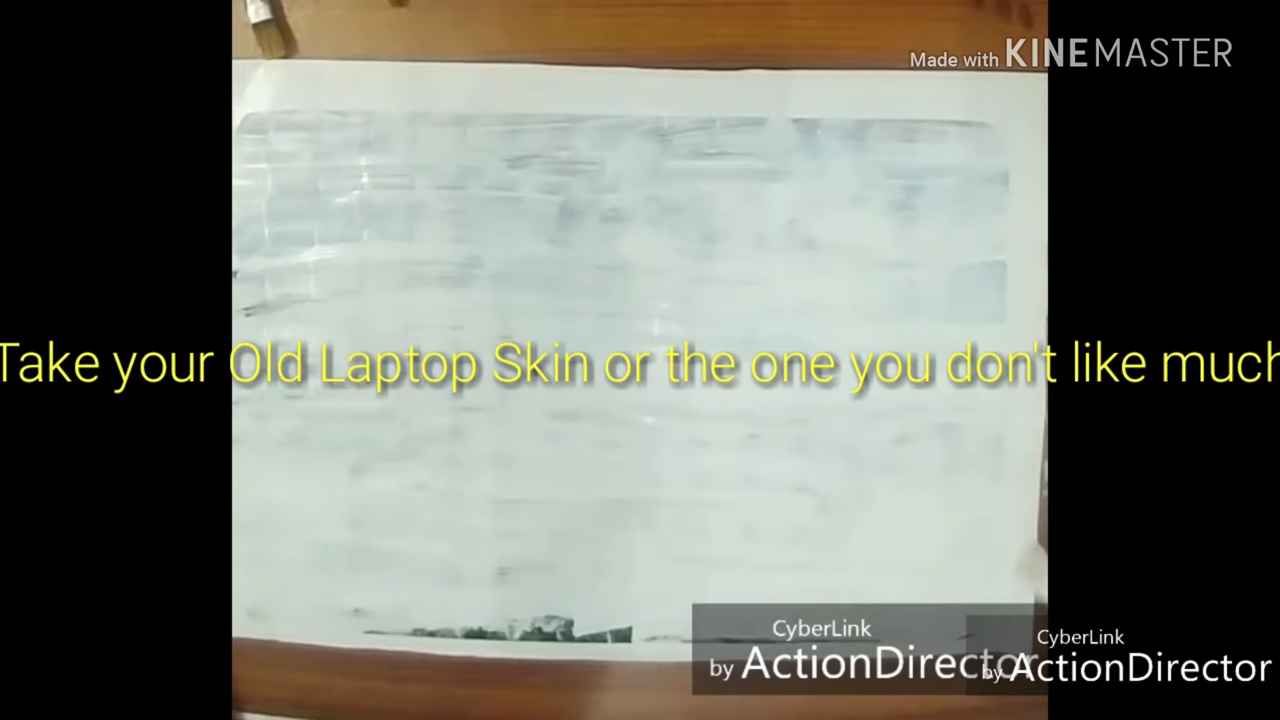 Made with KINEMASTER
Take your Old Laptop Skin or the one you don't like much
CyberLink
by ActionDirector
CyberLink
by ActionDirector